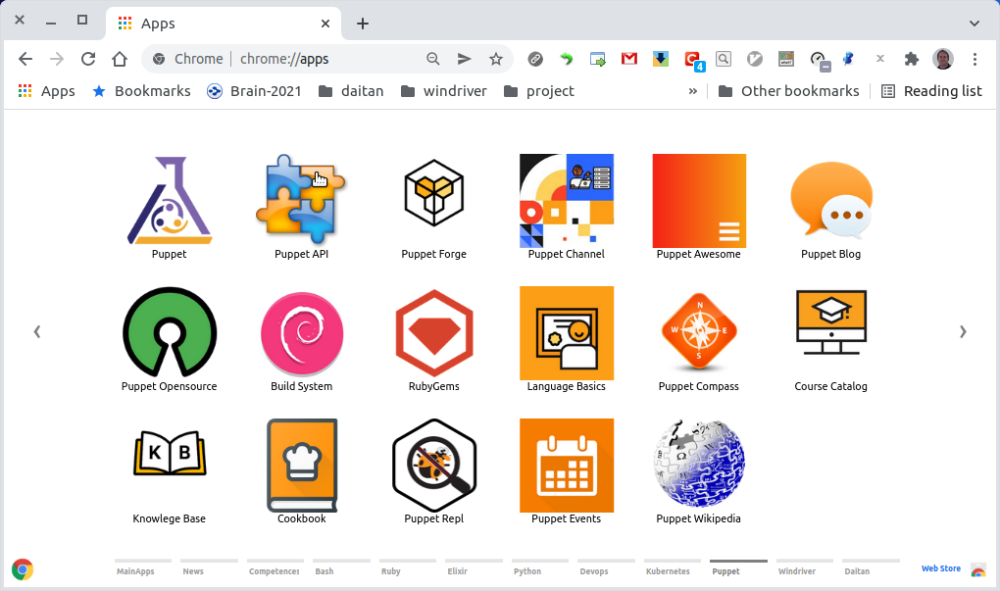 Apps
Chrome chrome://apps
4
Apps Bookmarks Brain-2021 daitan windriver project » Other bookmarks Reading list
Puppet Puppet API Puppet Forge Puppet Channel Puppet Awesome Puppet Blog
N
W E
S
Puppet Opensource Build System RubyGems Language Basics Puppet Compass Course Catalog
K B
Ω W
Knowlege Base Cookbook Puppet Repl Puppet Events Puppet Wikipedia
MainApps News Competences Bash Ruby Elixir Python Devops Kubernetes Puppet Windriver Daitan Web Store